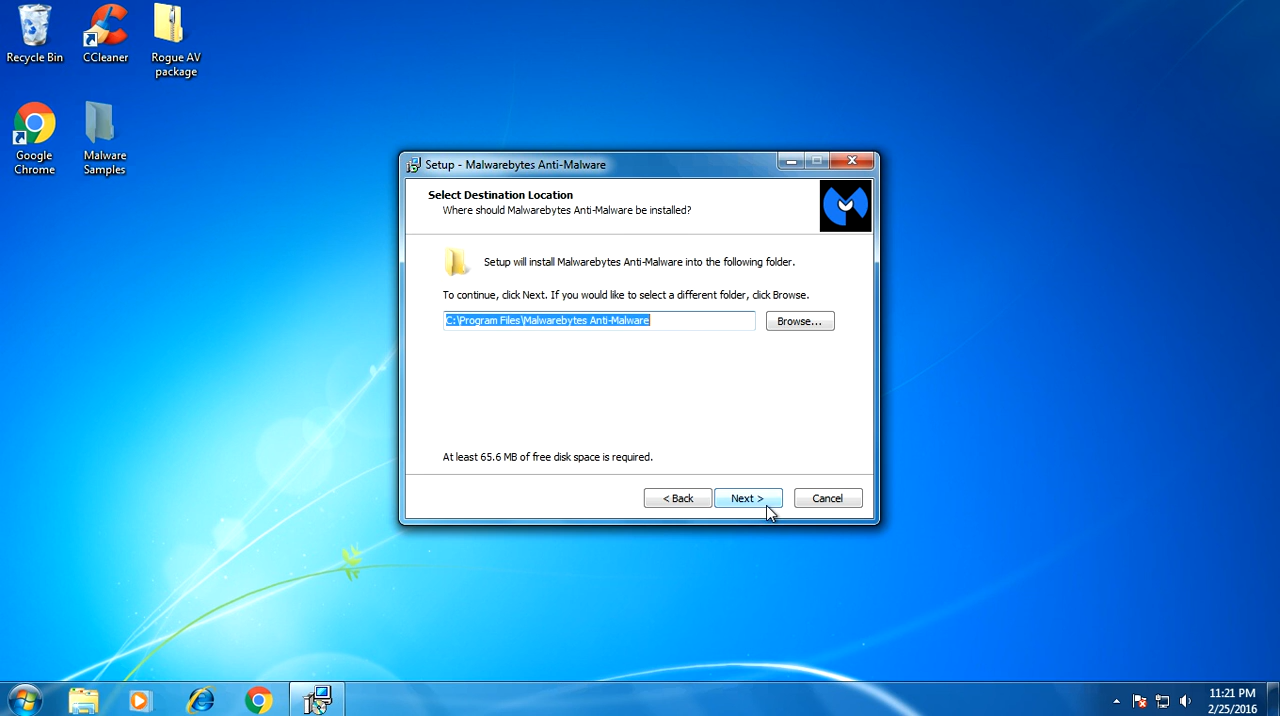 Recycle Bin
CCleaner
Rogue AV
package
Google
Chrome
Malware
Samples
Setup - Malwarebytes Anti-Malware
Select Destination Location
Where should Malwarebytes Anti-Malware be installed?
Setup will install Malwarebytes Anti-Malware into the following folder.
To continue, click Next. If you would like to select a different folder, click Browse.
C:\Program Files\Malwarebytes Anti-Malware
Browse...
At least 65.6 MB of free disk space is required.
< Back
Next >
Cancel
11:21 PM
2/25/2016